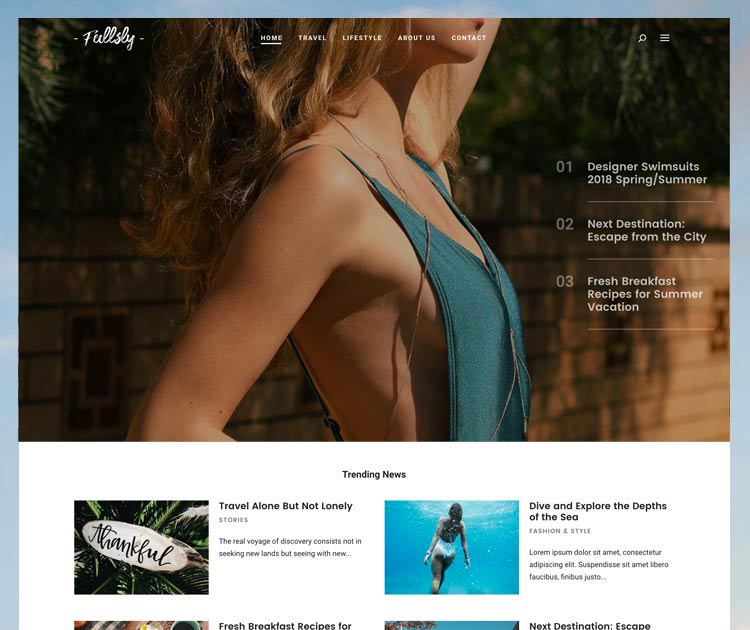 - Fullsly -
HOME TRAVEL LIFESTYLE ABOUT US CONTACT
01 Designer Swimsuits
2018 Spring/Summer
02 Next Destination:
Escape from the City
03 Fresh Breakfast
Recipes for Summer
Vacation
Trending News
thankful
Travel Alone But Not Lonely
STORIES
The real voyage of discovery consists not in
seeking new lands but seeing with new...
Dive and Explore the Depths
of the Sea
FASHION & STYLE
Lorem ipsum dolor sit amet, consectetur
adipiscing elit. Suspendisse sit amet libero
faucibus, finibus justo...
Fresh Breakfast Recipes for
Next Destination: Escape